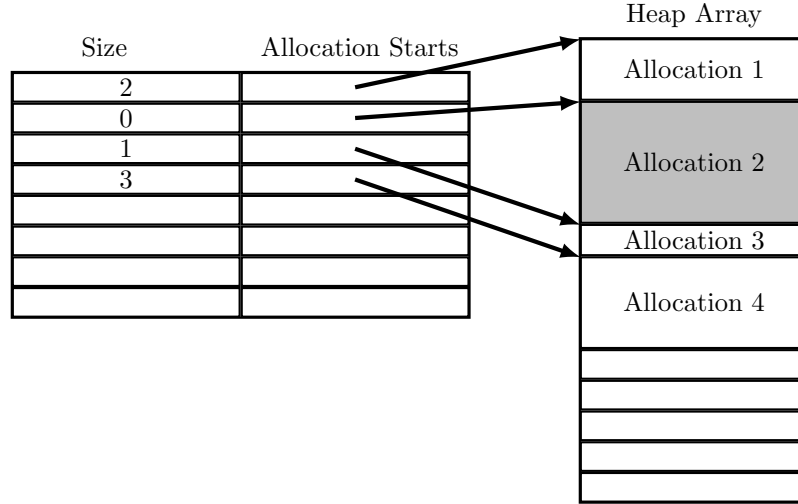 Heap Array
Size Allocation Starts
2
0
1
3
Allocation 1
Allocation 2
Allocation 3
Allocation 4